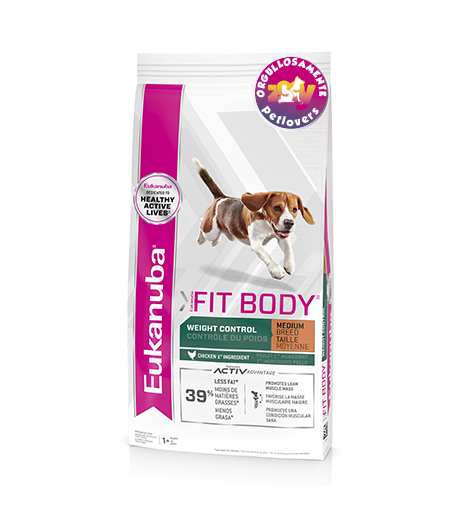 ORGULLOSAMENTE
petlovers
Eukanuba
DEDICATED TO
HEALTHY
ACTIVE
LIVES
Eukanuba
FIT BODY
WEIGHT CONTROL
CONTRÔLE DU POIDS
MEDIUM
BREED
TAILLE
MOYENNE
CHICKEN 1ST INGREDIENT
ACTIV ADVANTAGE
39%
LESS FAT*
MOINS DE
MATIÈRES
GRASSES*
MENOS
GRASA*
PROMOTES LEAN
MUSCLE MASS
FAVORISE LA MASSE
MUSCULAIRE MAIGRE
PROMUEVE UNA
CONDICIÓN MUSCULAR
SANA
1+
FIT BODY